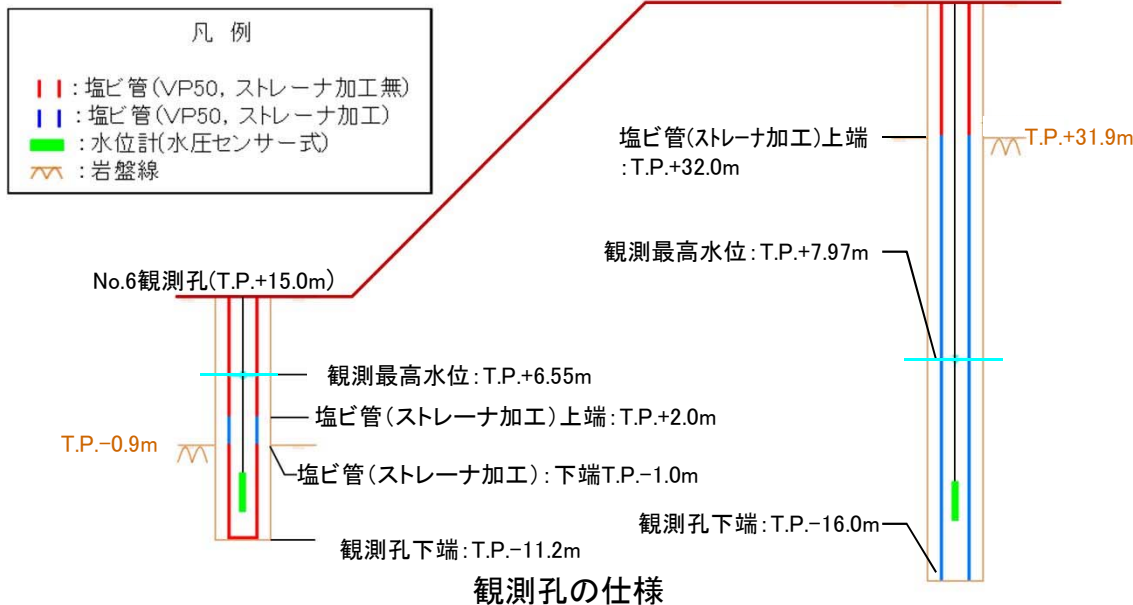 凡 例
:塩ビ管(VP50, ストレーナ加工無)
:塩ビ管(VP50, ストレーナ加工)
:水位計(水圧センサー式)
:岩盤線
塩ビ管(ストレーナ加工)上端
:T.P.+32.0m
T.P.+31.9m
観測最高水位:T.P.+7.97m
No.6観測孔(T.P.+15.0m)
観測最高水位:T.P.+6.55m
塩ビ管(ストレーナ加工)上端:T.P.+2.0m
T.P.-0.9m
塩ビ管(ストレーナ加工):下端T.P.-1.0m
観測孔下端:T.P.-16.0m
観測孔下端:T.P.-11.2m
観測孔の仕様